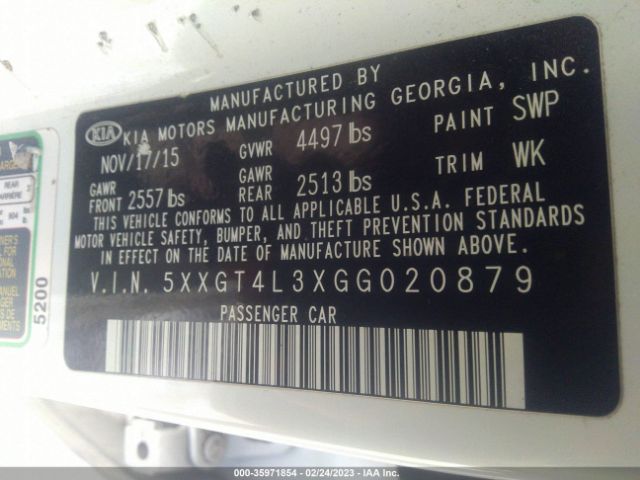 MANUFACTURED BY
KIA KIA MOTORS MANUFACTURING GEORGIA, INC.
NOV/17/15 GVWR 4497 lbs PAINT SWP
GAWR FRONT 2557 lbs GAWR REAR 2513 lbs TRIM WK
THIS VEHICLE CONFORMS TO ALL APPLICABLE U.S.A. FEDERAL
MOTOR VEHICLE SAFETY, BUMPER, AND THEFT PREVENTION STANDARDS
IN EFFECT ON THE DATE OF MANUFACTURE SHOWN ABOVE.
V.I.N. 5XXGT4L3XGG020879
PASSENGER CAR
REAR
5200
000-35971854 - 02/24/2023 - IAA Inc.